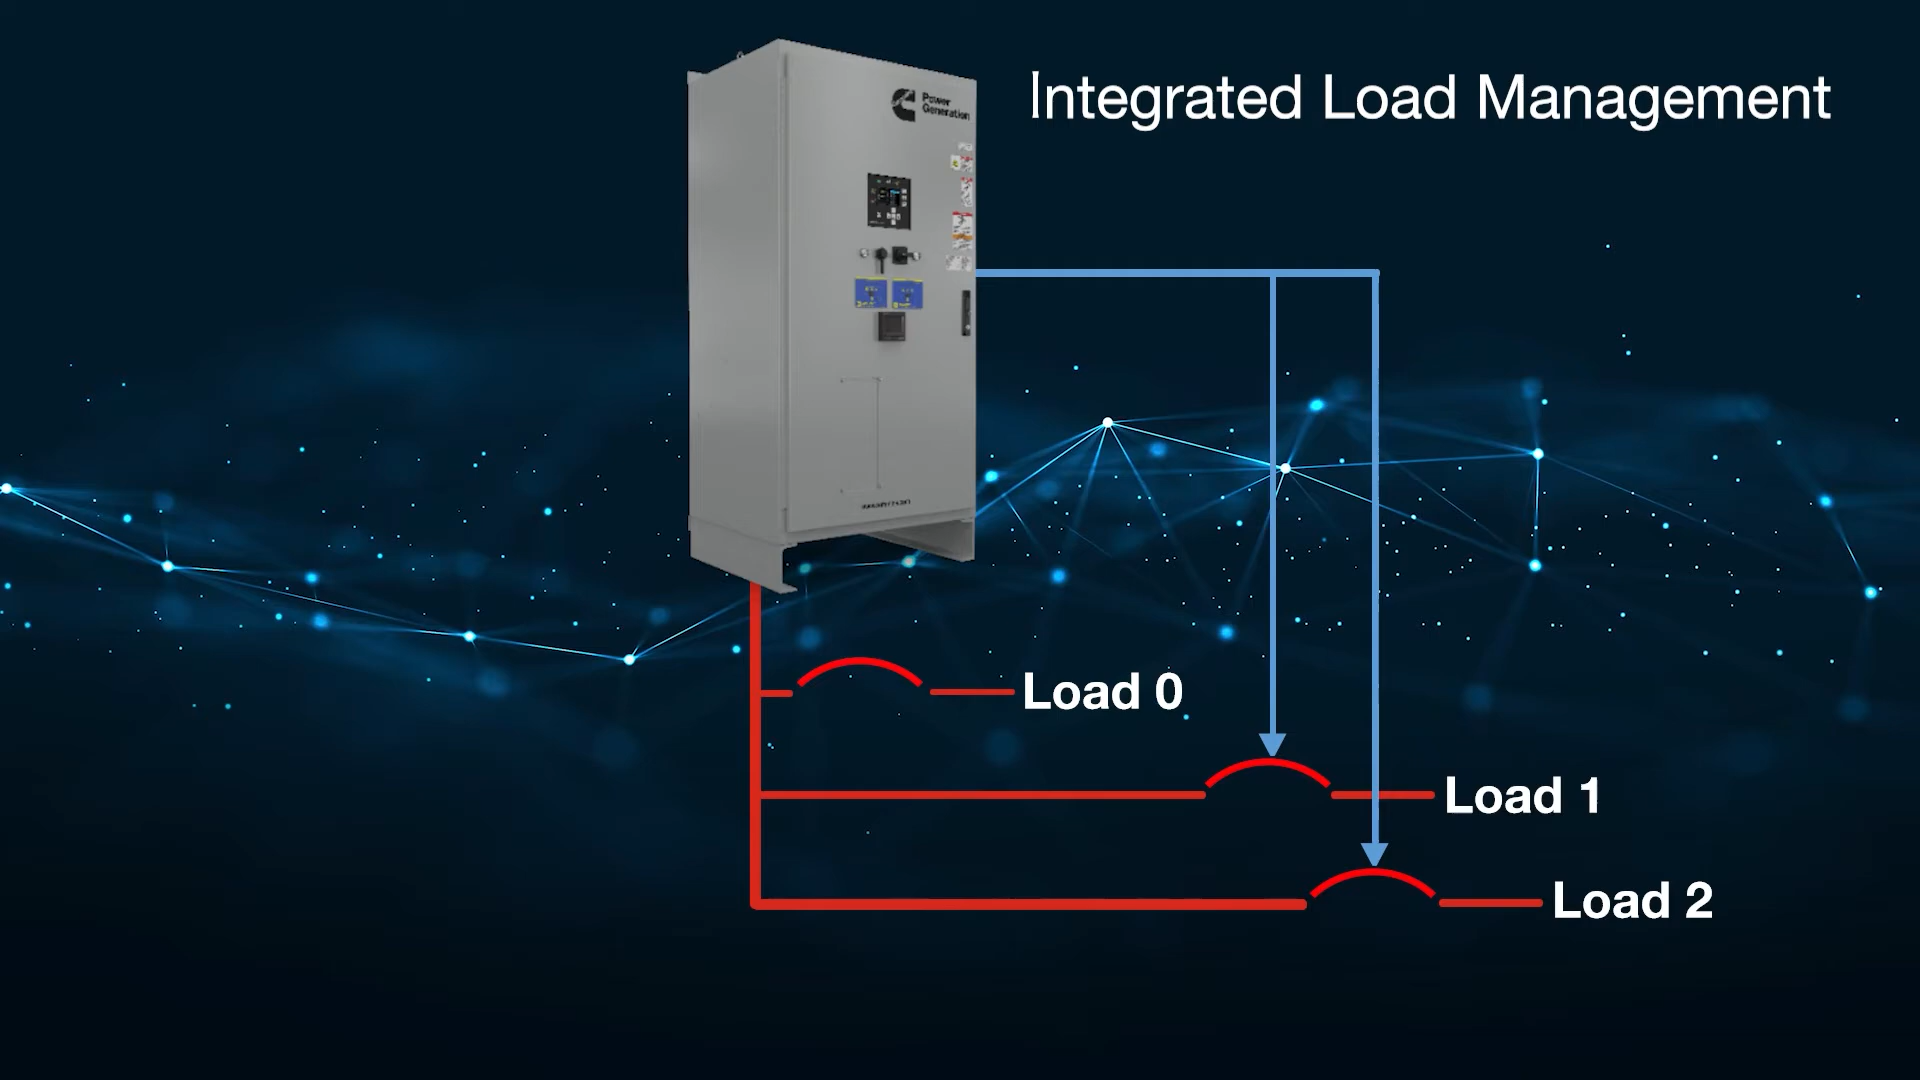 Integrated Load Management
Power
Generation
Load 0
Load 1
Load 2